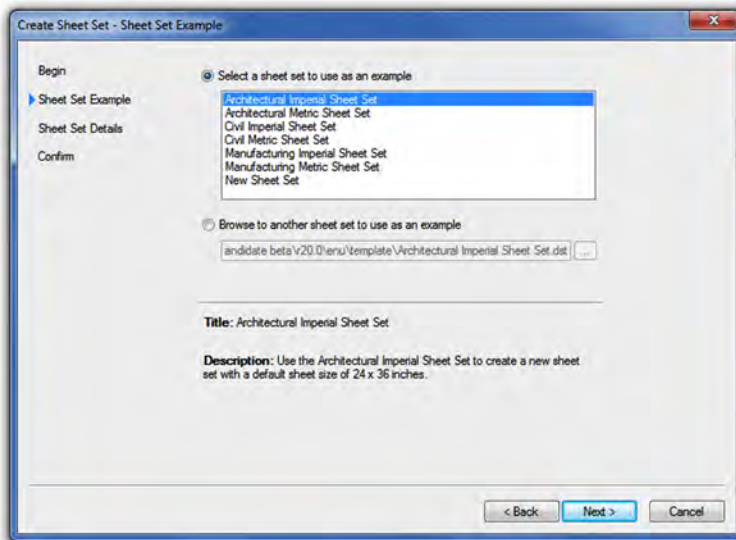 Create Sheet Set - Sheet Set Example
Begin
Sheet Set Example
Sheet Set Details
Confirm
Select a sheet set to use as an example
Architectural Imperial Sheet Set
Architectural Metric Sheet Set
Civil Imperial Sheet Set
Civil Metric Sheet Set
Manufacturing Imperial Sheet Set
Manufacturing Metric Sheet Set
New Sheet Set
Browse to another sheet set to use as an example
andidate beta\r20.0\enu\template\Architectural Imperial Sheet Set.dst
...
Title: Architectural Imperial Sheet Set
Description: Use the Architectural Imperial Sheet Set to create a new sheet
set with a default sheet size of 24 x 36 inches.
< Back
Next >
Cancel